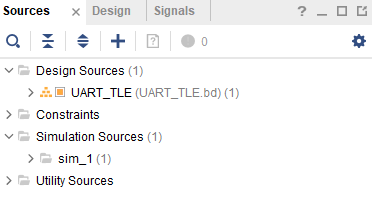 Sources × Design Signals ? _ □ ⧉ ×
0
Design Sources (1)
UART_TLE (UART_TLE.bd) (1)
Constraints
Simulation Sources (1)
sim_1 (1)
Utility Sources